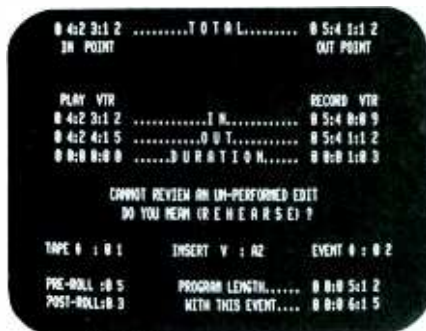 0 4:2 3:1 2 .........T O T A L......... 0 5:4 1:1 2
IN POINT OUT POINT
PLAY VTR RECORD VTR
0 4:2 3:1 2 ............I N............ 0 5:4 0:0 9
0 4:2 4:1 5 ...........O U T........... 0 5:4 1:1 2
0 0:0 0:0 0 ......D U R A T I O N...... 0 0:0 1:0 3
CANNOT REVIEW AN UN-PERFORMED EDIT
DO YOU MEAN (R E H E A R S E) ?
TAPE # : 0 1 INSERT V : A2 EVENT # : 0 2
PRE-ROLL :0 5 PROGRAM LENGTH...... 0 0:0 5:1 2
POST-ROLL:0 3 WITH THIS EVENT.... 0 0:0 6:1 5